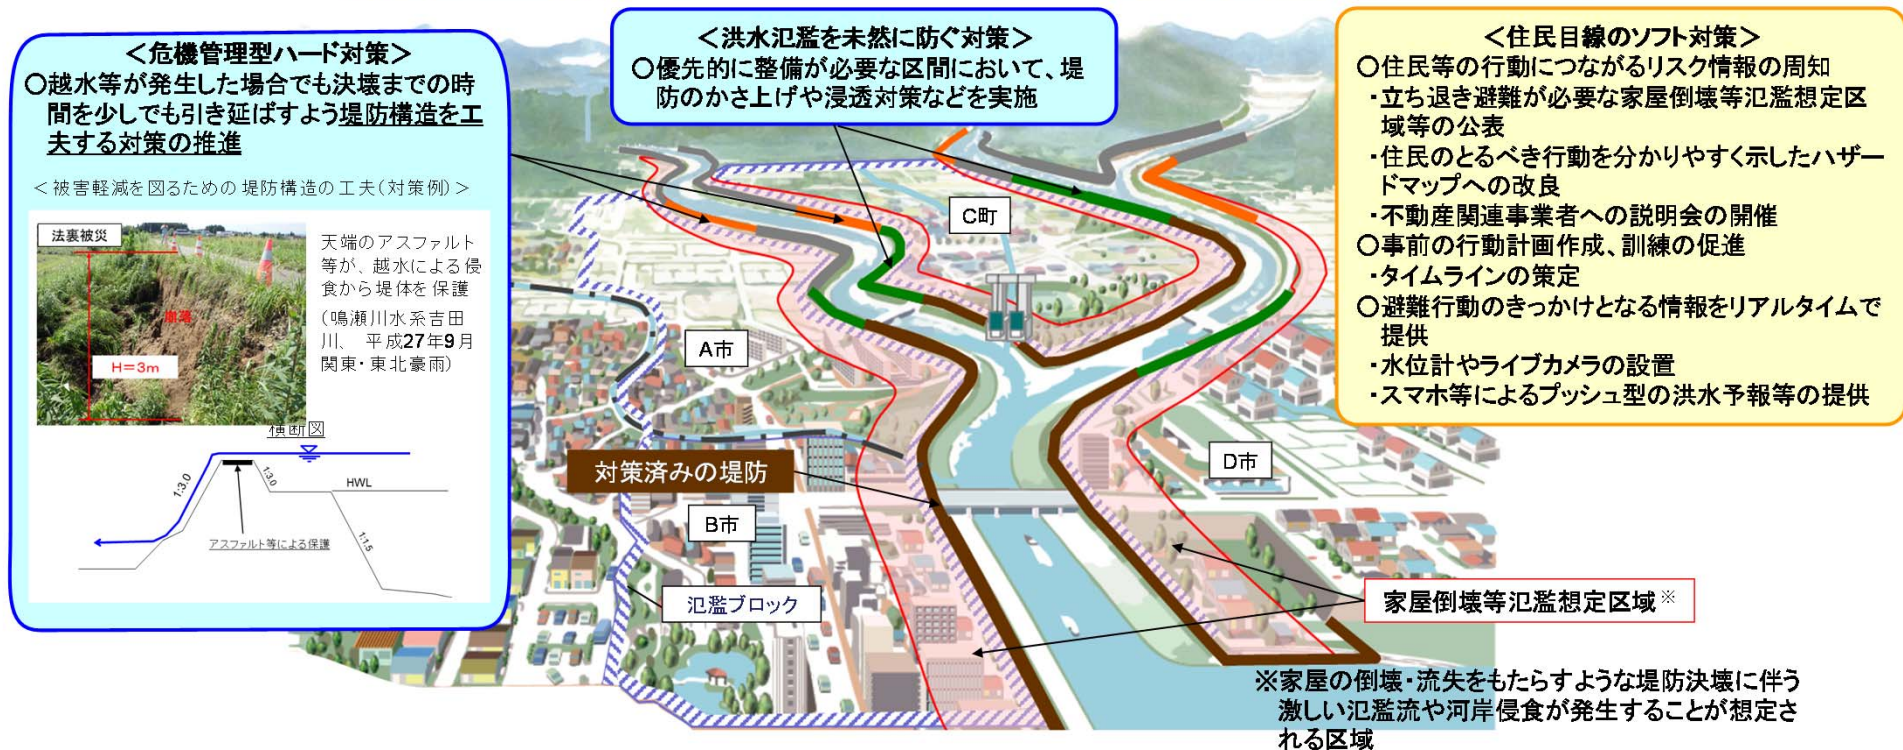 <危機管理型ハード対策>
○越水等が発生した場合でも決壊までの時
間を少しでも引き延ばすよう堤防構造を工
夫する対策の推進
<被害軽減を図るための堤防構造の工夫(対策例)>
法裏被災
崩落
H=3m
天端のアスファルト
等が、越水による侵
食から堤体を保護
(鳴瀬川水系吉田
川、平成27年9月
関東・東北豪雨)
横断図
1:3.0
1:3.0
HWL
1:1.5
アスファルト等による保護
<洪水氾濫を未然に防ぐ対策>
○優先的に整備が必要な区間において、堤
防のかさ上げや浸透対策などを実施
<住民目線のソフト対策>
○住民等の行動につながるリスク情報の周知
・立ち退き避難が必要な家屋倒壊等氾濫想定区
域等の公表
・住民のとるべき行動を分かりやすく示したハザー
ドマップへの改良
・不動産関連事業者への説明会の開催
○事前の行動計画作成、訓練の促進
・タイムラインの策定
○避難行動のきっかけとなる情報をリアルタイムで
提供
・水位計やライブカメラの設置
・スマホ等によるプッシュ型の洪水予報等の提供
C町
A市
対策済みの堤防
D市
B市
氾濫ブロック
家屋倒壊等氾濫想定区域※
※家屋の倒壊・流失をもたらすような堤防決壊に伴う
激しい氾濫流や河岸侵食が発生することが想定さ
れる区域